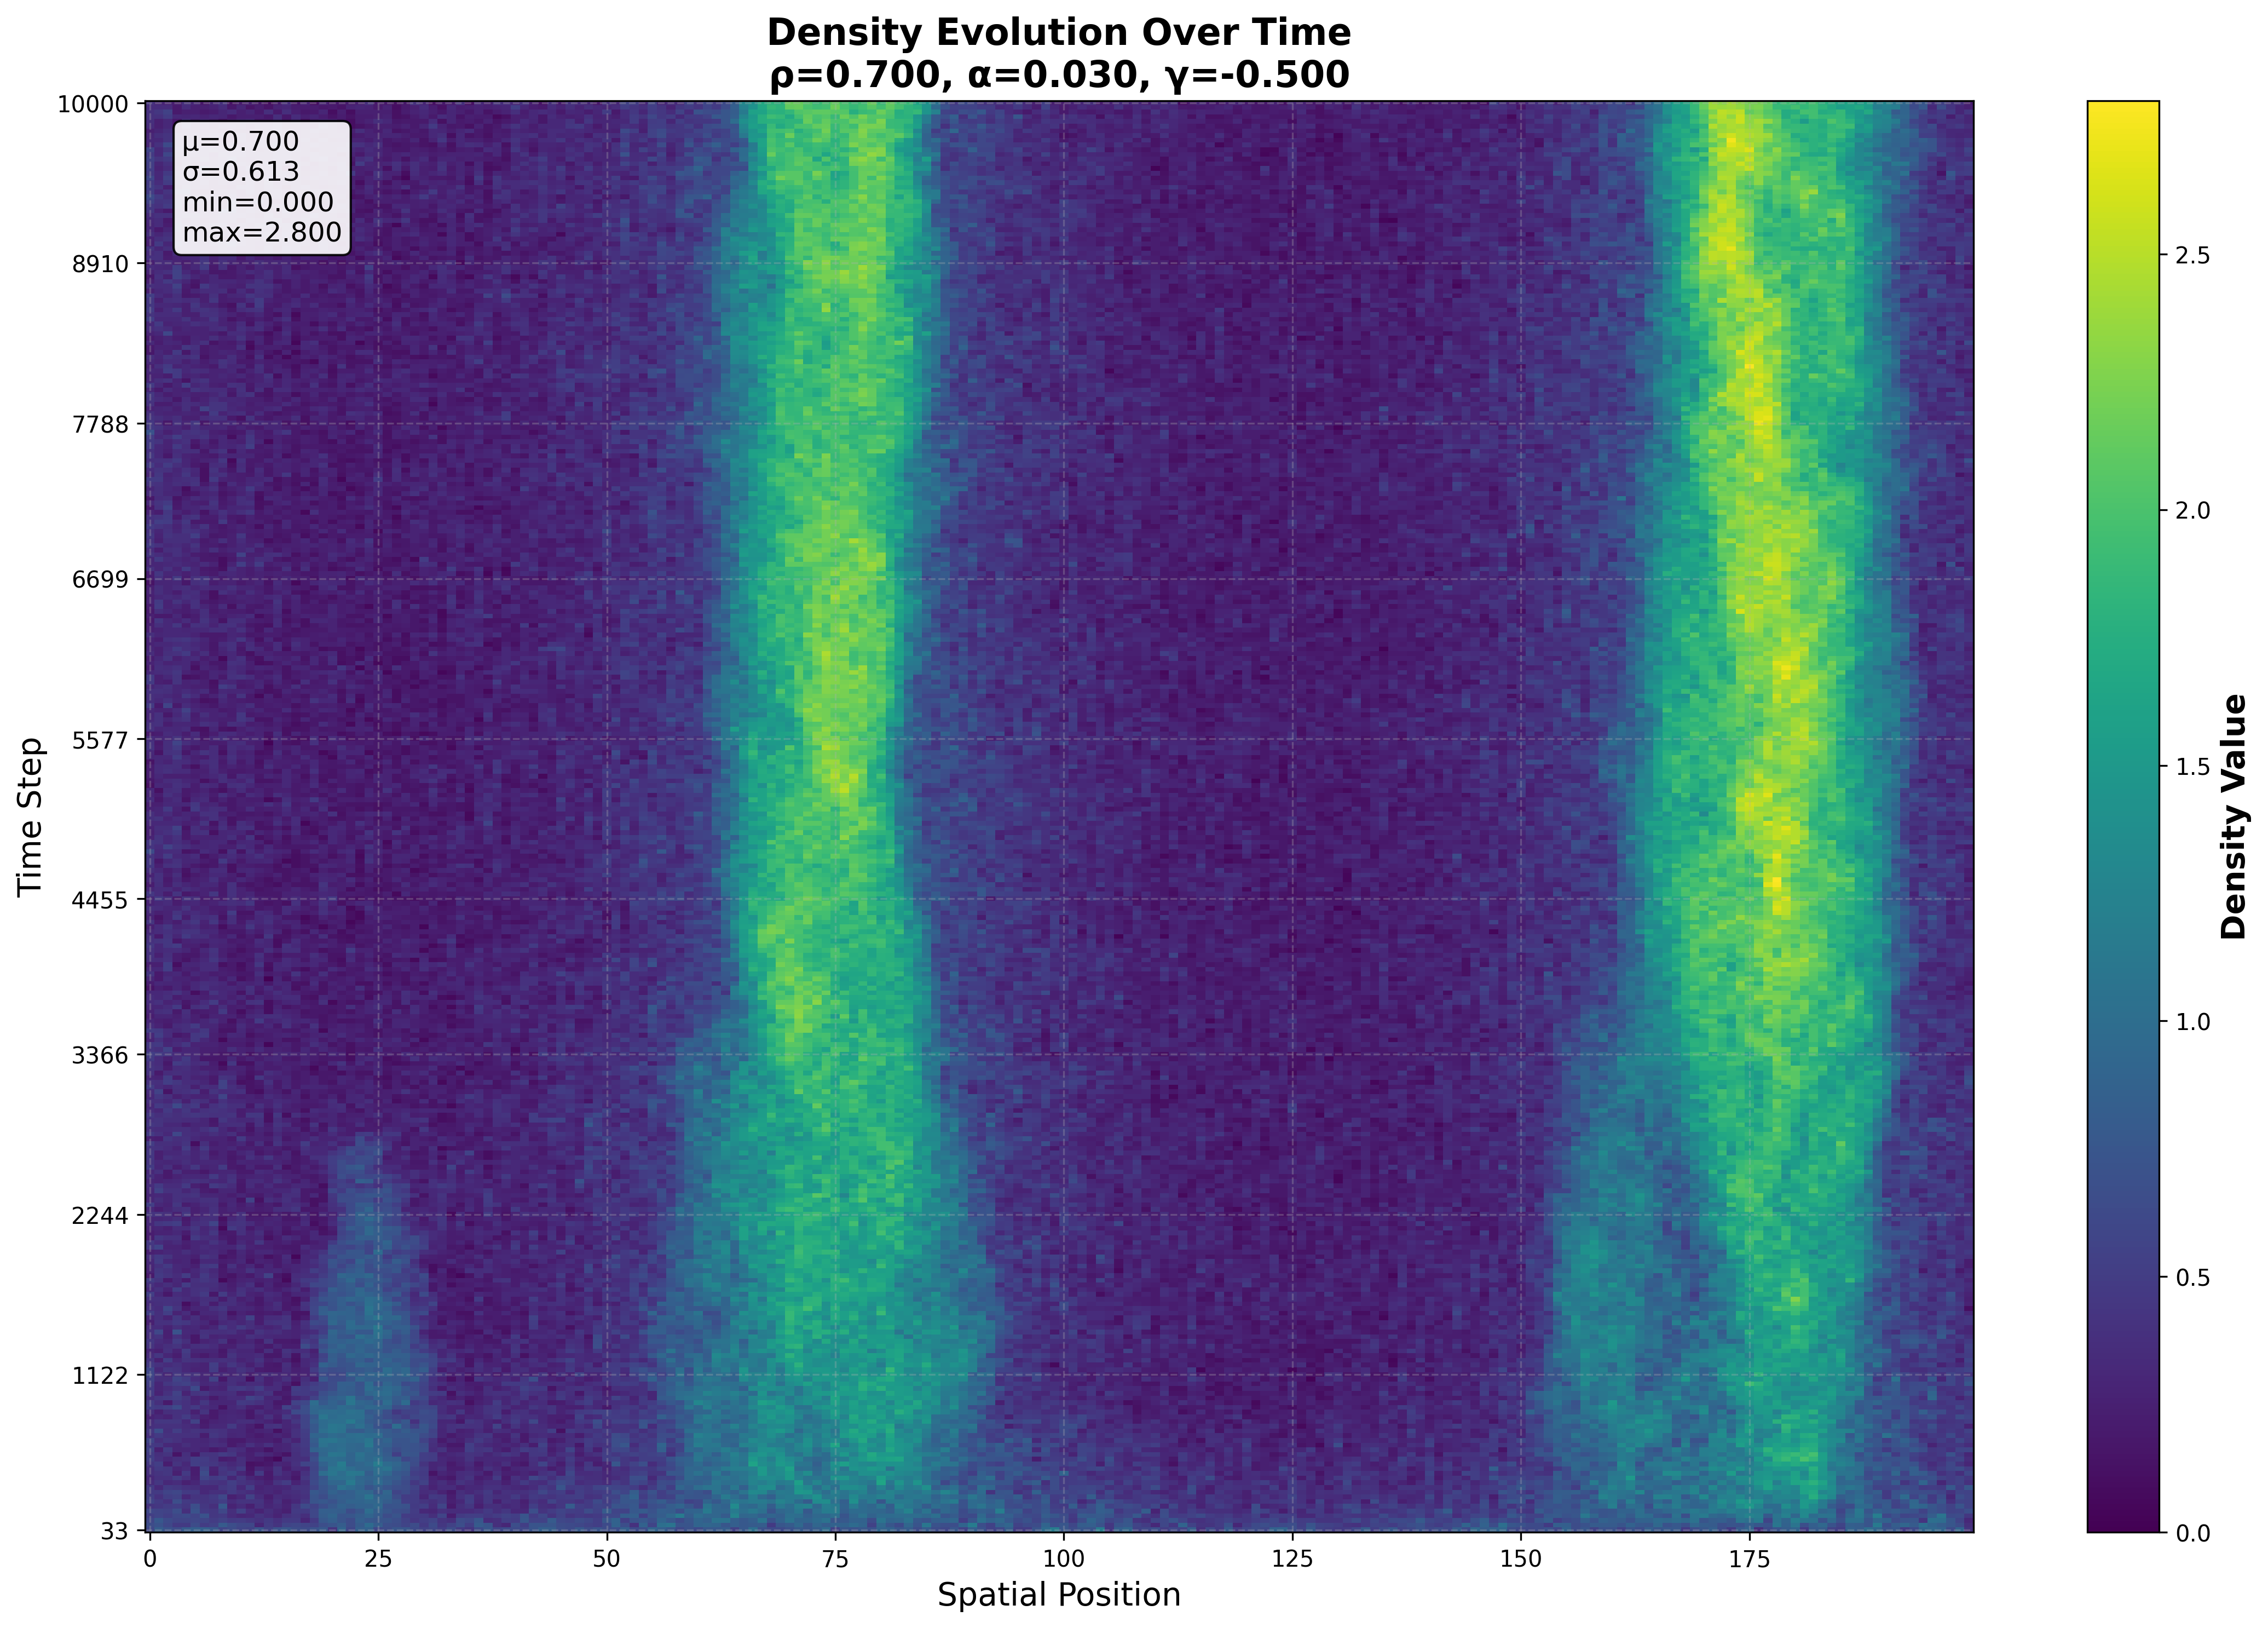 Density Evolution Over Time
ρ=0.700, α=0.030, γ=-0.500
μ=0.700
σ=0.613
min=0.000
max=2.800
10000
8910
7788
6699
5577
4455
3366
2244
1122
33
Time Step
0 25 50 75 100 125 150 175
Spatial Position
2.5
2.0
1.5
1.0
0.5
0.0
Density Value